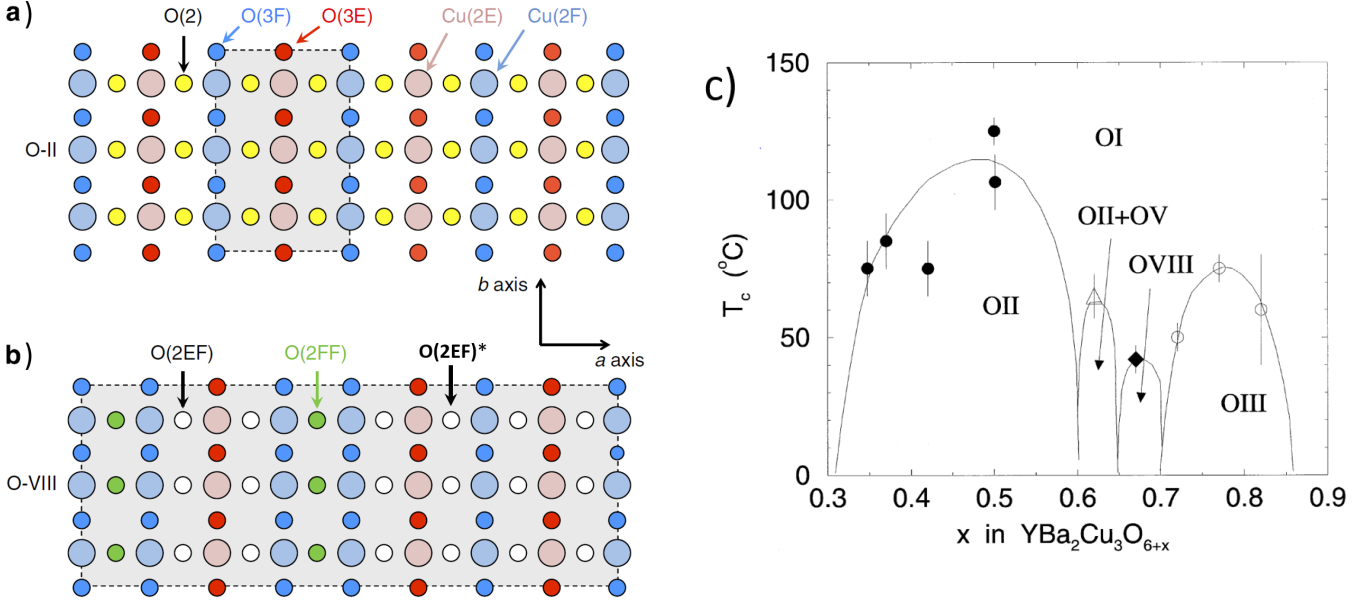 a)
O(2) O(3F) O(3E) Cu(2E) Cu(2F)
O-II
b axis
a axis
b)
O(2EF) O(2FF) O(2EF)*
O-VIII
c)
150
100
50
0
T_c (°C)
OI
OII+OV
OVIII
OII
OIII
0.3 0.4 0.5 0.6 0.7 0.8 0.9
x in YBa₂Cu₃O₆₊ₓ